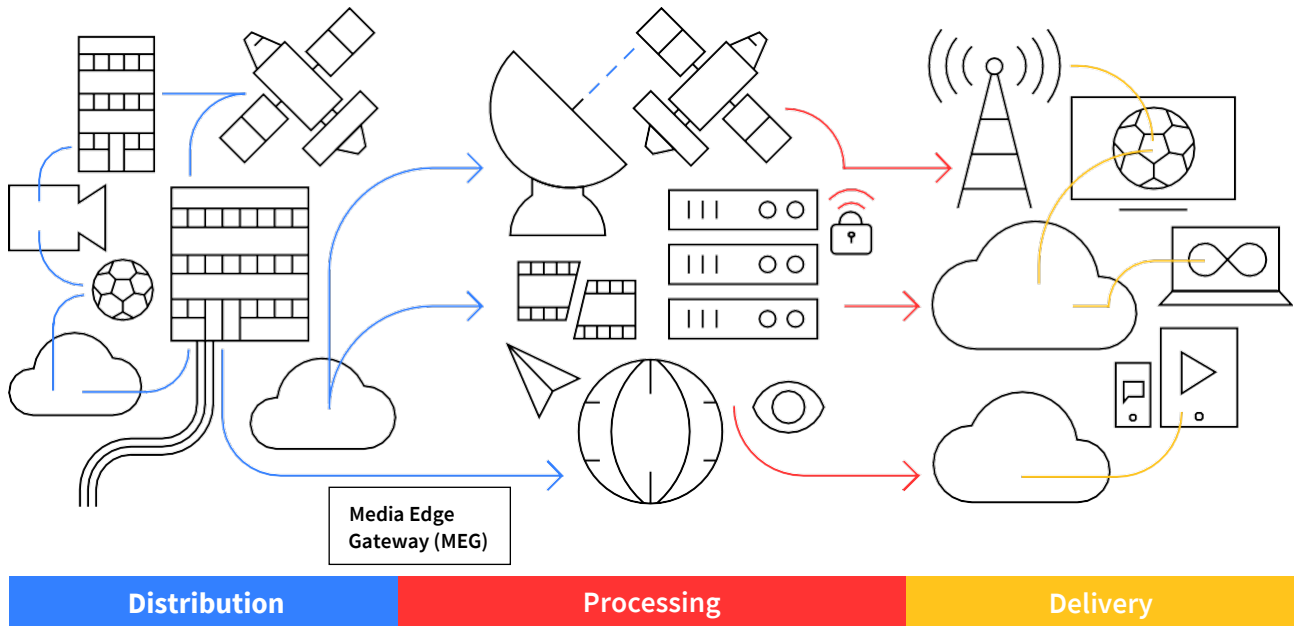 Media Edge
Gateway (MEG)
Distribution
Processing
Delivery